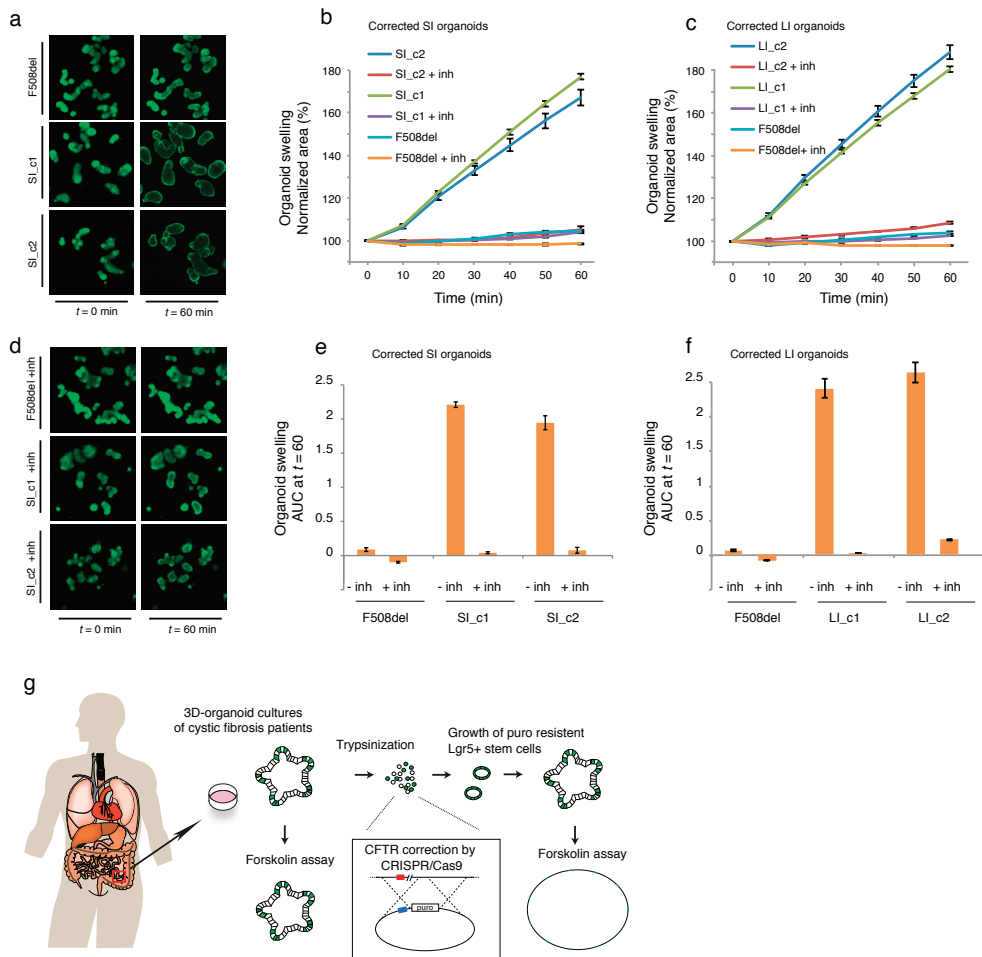 a
F508del
SI_c1
SI_c2
t = 0 min
t = 60 min
b
Corrected SI organoids
SI_c2
SI_c2 + inh
SI_c1
SI_c1 + inh
F508del
F508del + inh
Organoid swelling
Normalized area (%)
180
160
140
120
100
80
0 10 20 30 40 50 60
Time (min)
c
Corrected LI organoids
LI_c2
LI_c2 + inh
LI_c1
LI_c1 + inh
F508del
F508del+ inh
Organoid swelling
Normalized area (%)
180
160
140
120
100
80
0 10 20 30 40 50 60
Time (min)
d
F508del +inh
SI_c1 +inh
SI_c2 +inh
t = 0 min
t = 60 min
e
Corrected SI organoids
Organoid swelling
AUC at t = 60
2.5
2
1.5
1
0.5
0
- inh + inh - inh + inh - inh + inh
F508del SI_c1 SI_c2
f
Corrected LI organoids
Organoid swelling
AUC at t = 60
2.5
2
1.5
1
0.5
0
- inh + inh - inh + inh - inh + inh
F508del LI_c1 LI_c2
g
3D-organoid cultures
of cystic fibrosis patients
Forskolin assay
Trypsinization
Growth of puro resistent
Lgr5+ stem cells
CFTR correction by
CRISPR/Cas9
puro
Forskolin assay